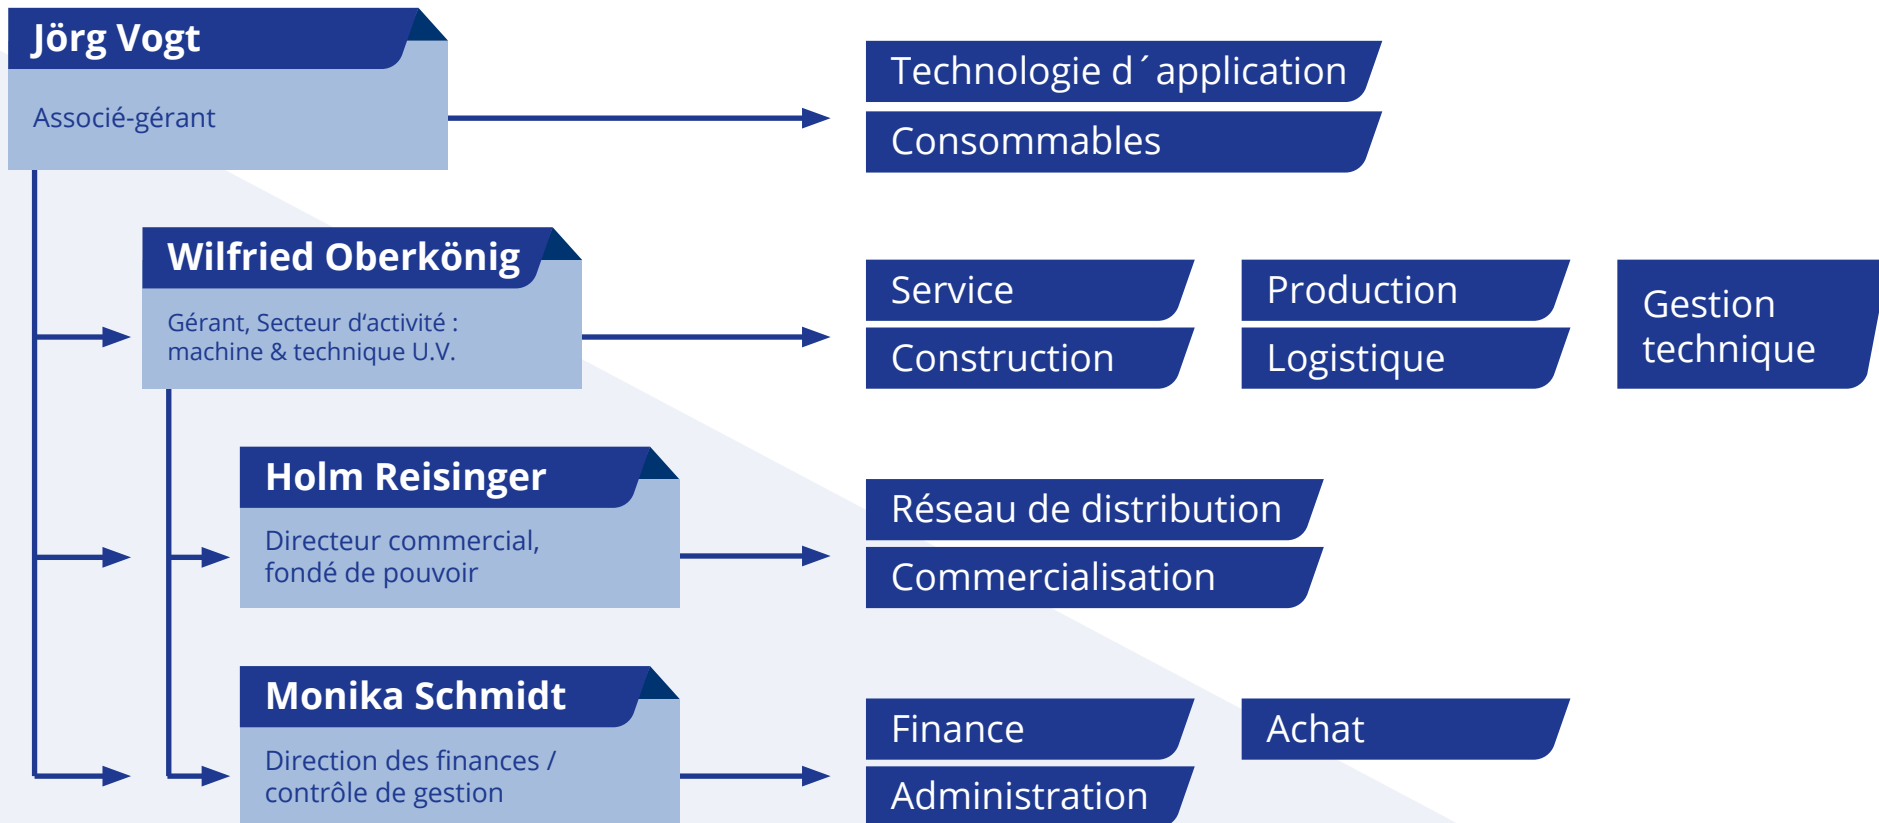 Jörg Vogt
Associé-gérant
Technologie d´application
Consommables
Wilfried Oberkönig
Gérant, Secteur d‘activité :
machine & technique U.V.
Service
Production
Gestion
technique
Construction
Logistique
Holm Reisinger
Directeur commercial,
fondé de pouvoir
Réseau de distribution
Commercialisation
Monika Schmidt
Direction des finances /
contrôle de gestion
Finance
Achat
Administration